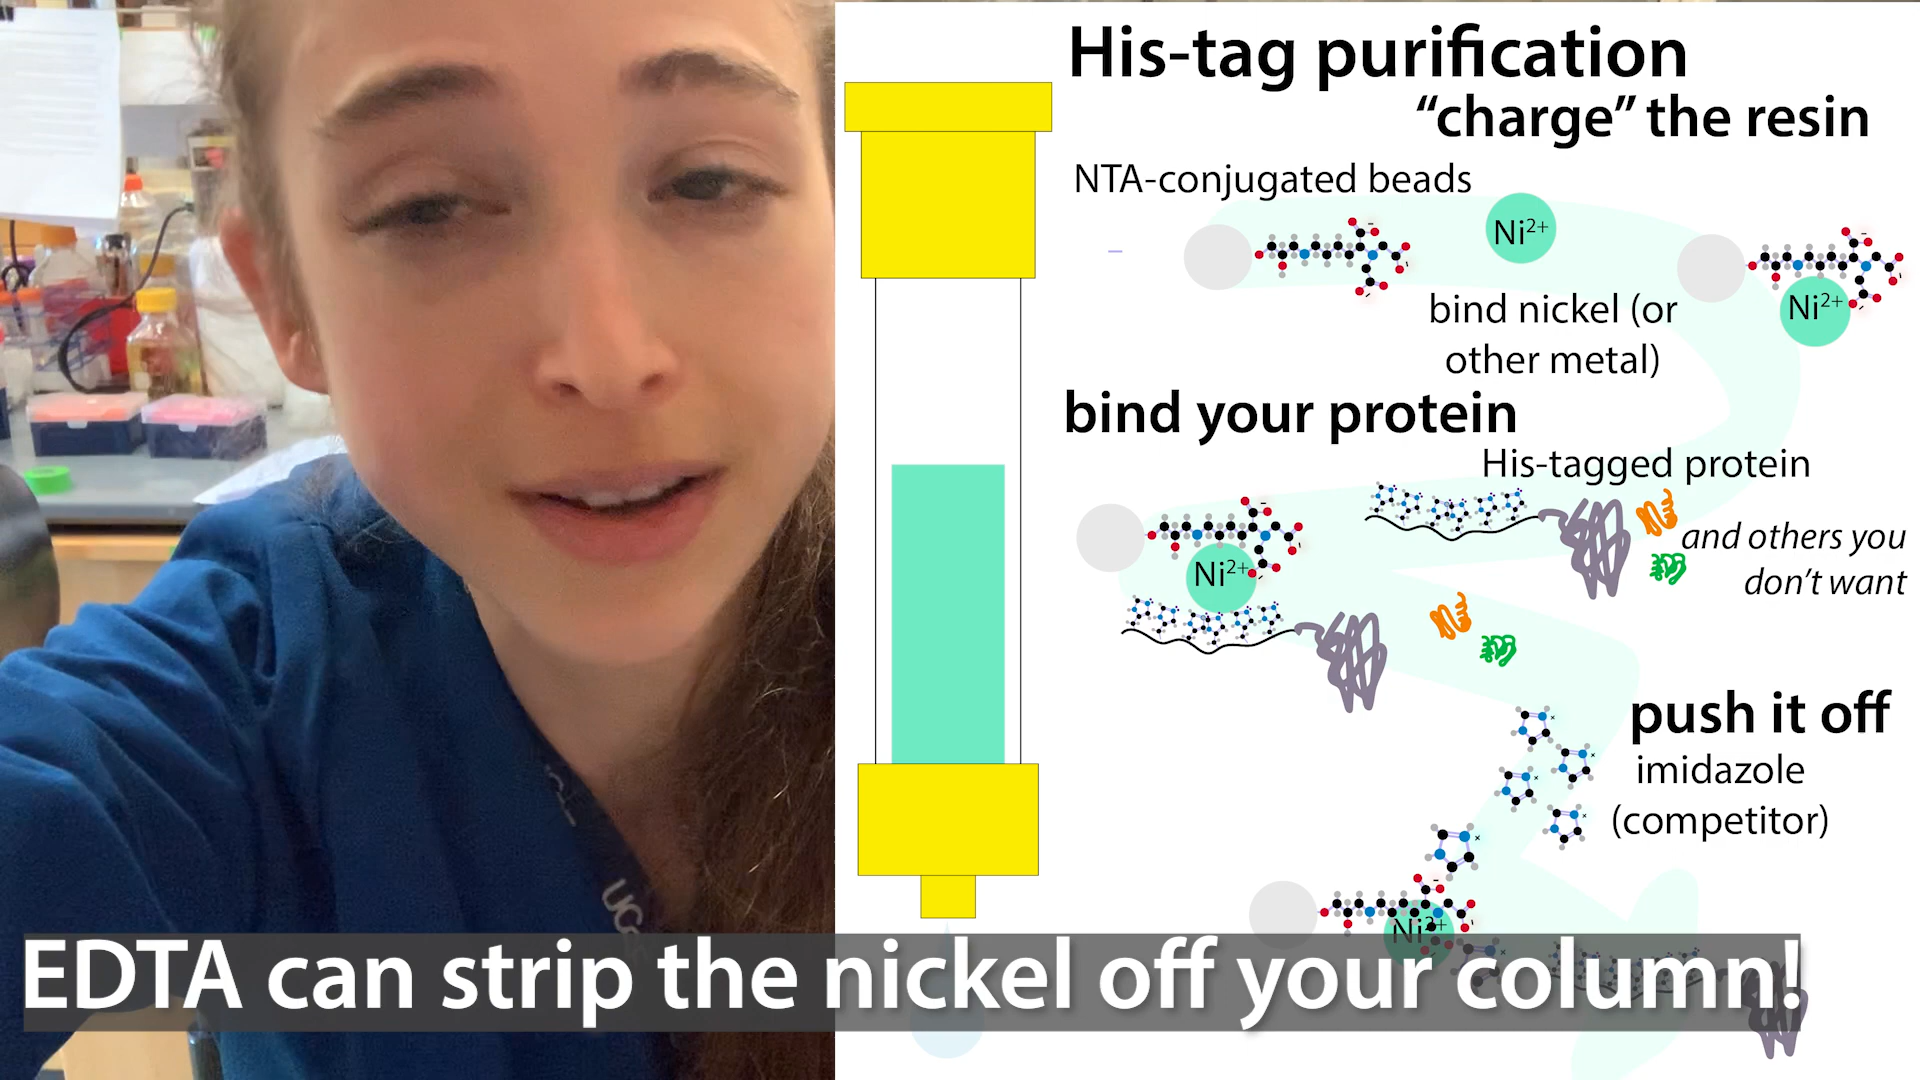 His-tag purification
“charge” the resin
NTA-conjugated beads
Ni2+
Ni2+
bind nickel (or
other metal)
bind your protein
His-tagged protein
and others you
don’t want
Ni2+
push it off
imidazole
(competitor)
Ni2+
EDTA can strip the nickel off your column!